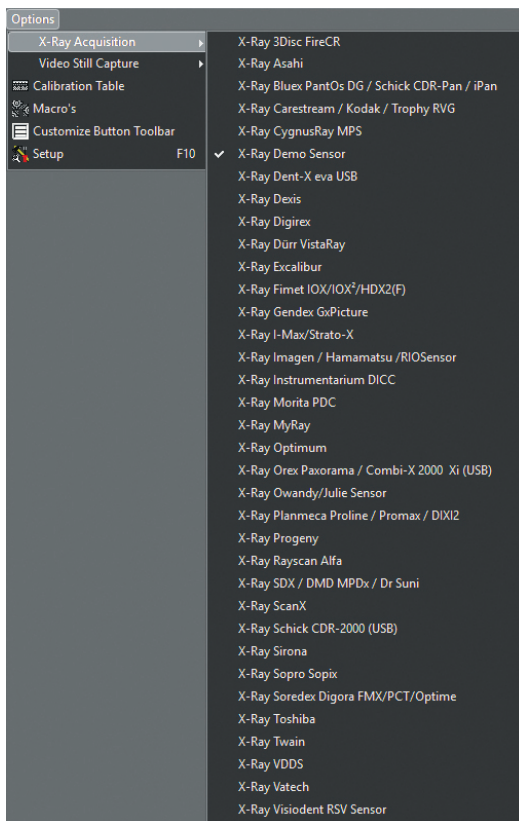 Options
X-Ray Acquisition
Video Still Capture
Calibration Table
Macro's
Customize Button Toolbar
Setup F10
X-Ray 3Disc FireCR
X-Ray Asahi
X-Ray Bluex PantOs DG / Schick CDR-Pan / iPan
X-Ray Carestream / Kodak / Trophy RVG
X-Ray CygnusRay MPS
X-Ray Demo Sensor
X-Ray Dent-X eva USB
X-Ray Dexis
X-Ray Digirex
X-Ray Dürr VistaRay
X-Ray Excalibur
X-Ray Fimet IOX/IOX²/HDX2(F)
X-Ray Gendex GxPicture
X-Ray I-Max/Strato-X
X-Ray Imagen / Hamamatsu /RIOSensor
X-Ray Instrumentarium DICC
X-Ray Morita PDC
X-Ray MyRay
X-Ray Optimum
X-Ray Orex Paxorama / Combi-X 2000 Xi (USB)
X-Ray Owandy/Julie Sensor
X-Ray Planmeca Proline / Promax / DIXI2
X-Ray Progeny
X-Ray Rayscan Alfa
X-Ray SDX / DMD MPDx / Dr Suni
X-Ray ScanX
X-Ray Schick CDR-2000 (USB)
X-Ray Sirona
X-Ray Sopro Sopix
X-Ray Soredex Digora FMX/PCT/Optime
X-Ray Toshiba
X-Ray Twain
X-Ray VDDS
X-Ray Vatech
X-Ray Visiodent RSV Sensor